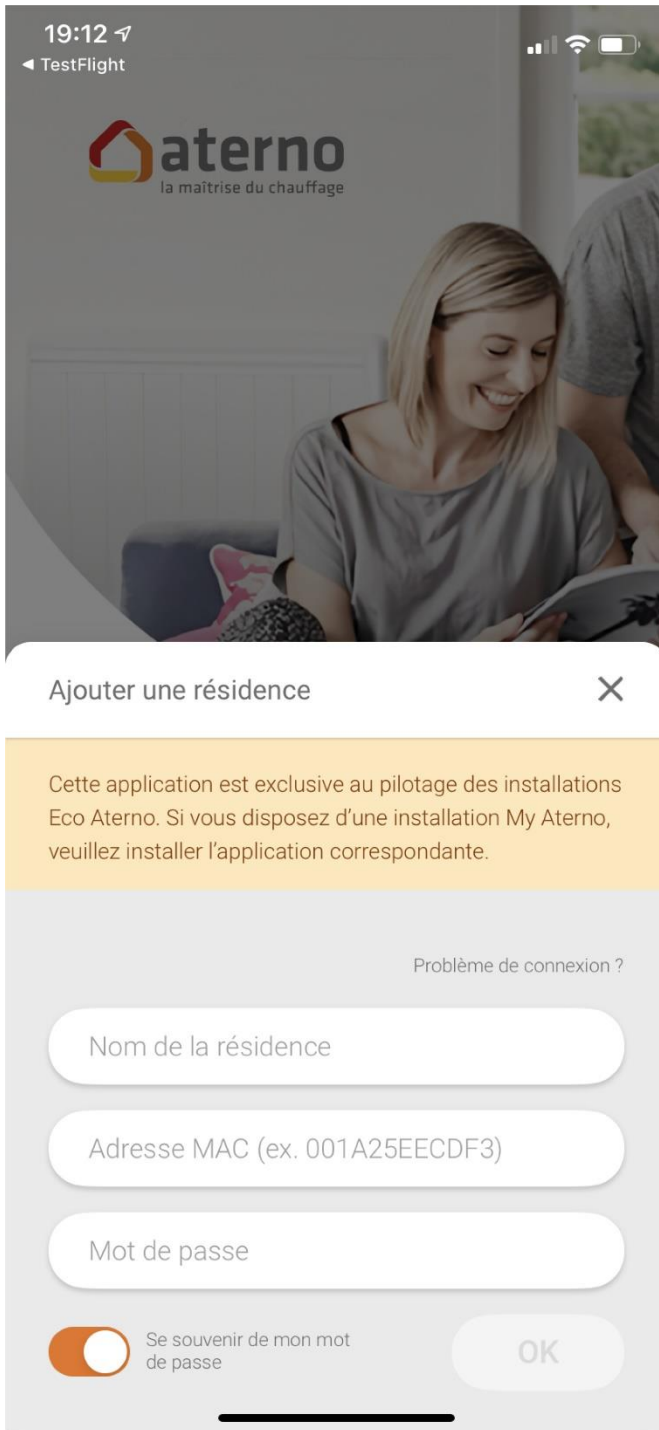 19:12
◀ TestFlight
aterno
la maîtrise du chauffage
Ajouter une résidence
Cette application est exclusive au pilotage des installations
Eco Aterno. Si vous disposez d'une installation My Aterno,
veuillez installer l'application correspondante.
Problème de connexion ?
Nom de la résidence
Adresse MAC (ex. 001A25EECDF3)
Mot de passe
Se souvenir de mon mot
de passe
OK